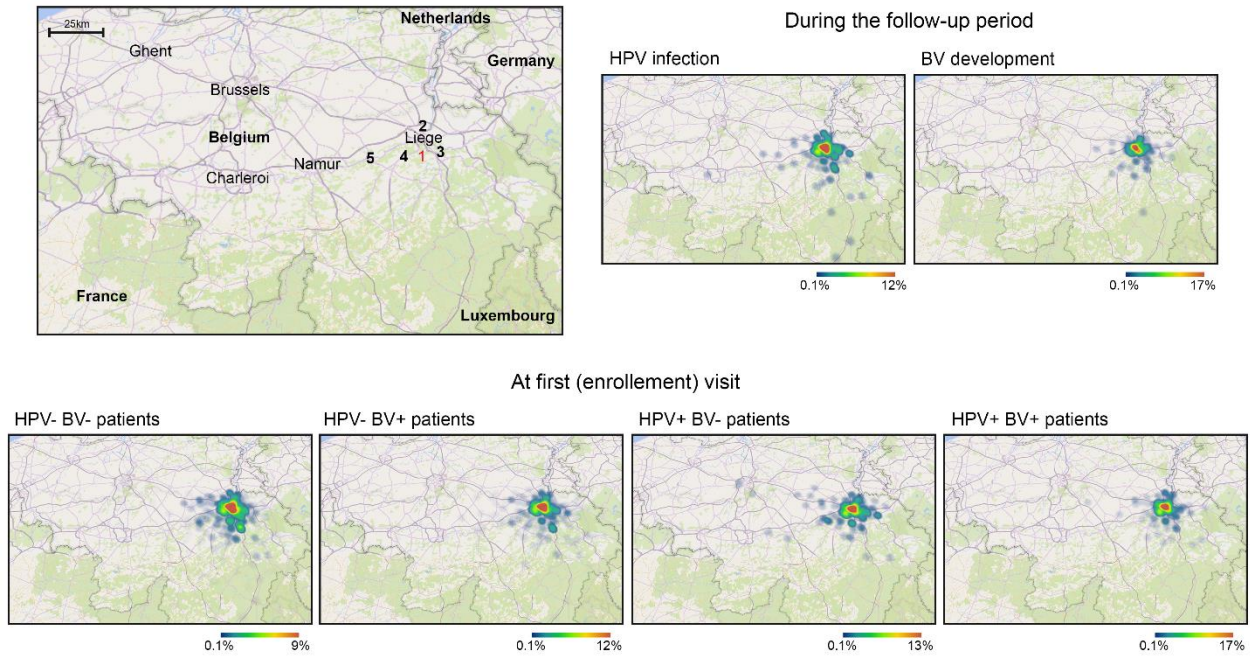 25km
Netherlands
Ghent
Germany
Brussels
2
Belgium
Liège
Namur
5
4
1
3
Charleroi
France
Luxembourg
During the follow-up period
HPV infection
BV development
0.1%
12%
0.1%
17%
At first (enrollement) visit
HPV- BV- patients
HPV- BV+ patients
HPV+ BV- patients
HPV+ BV+ patients
0.1%
9%
0.1%
12%
0.1%
13%
0.1%
17%